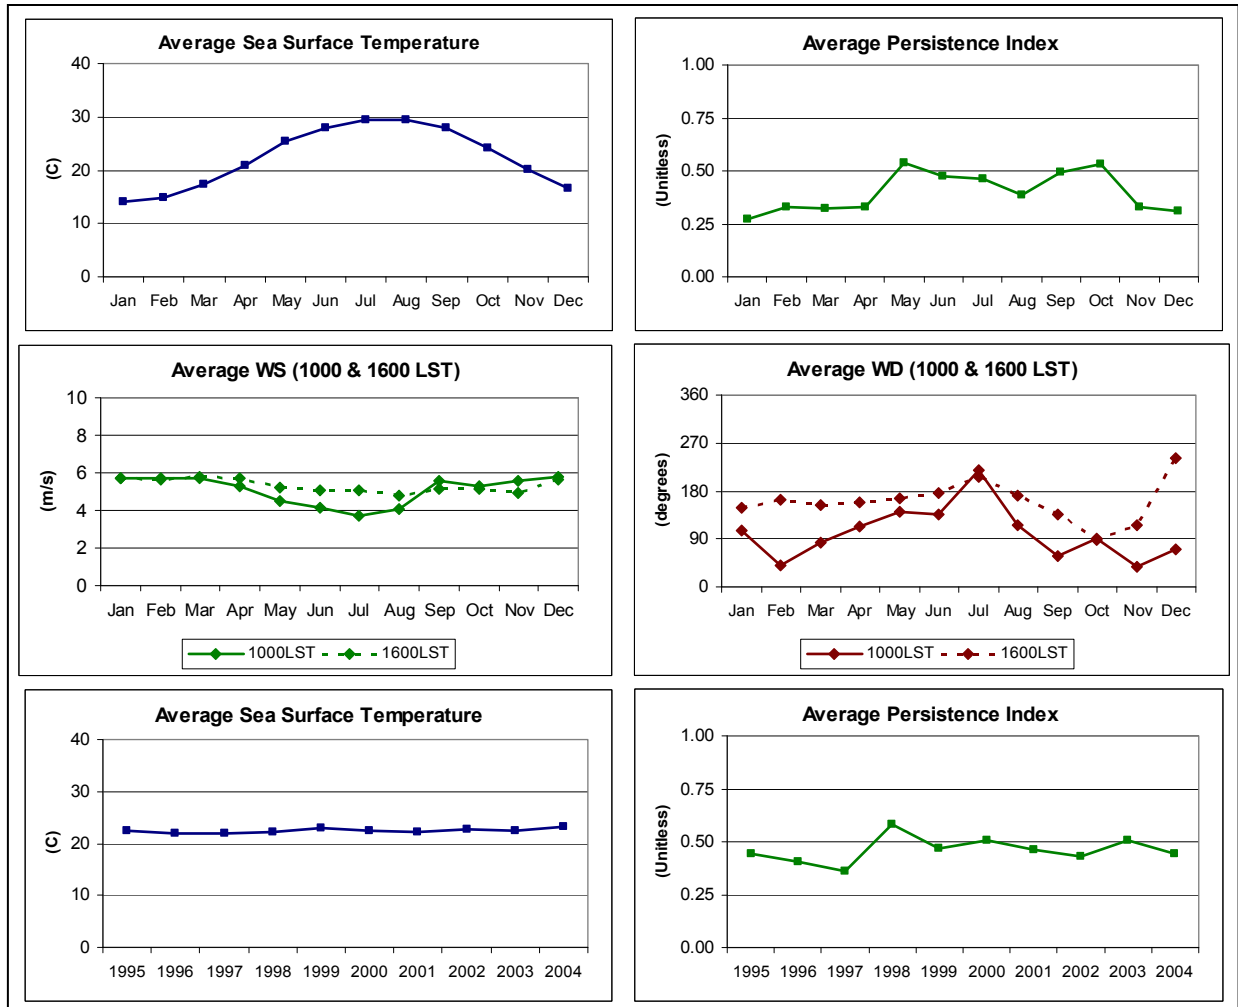 Average Sea Surface Temperature
40
30
20
10
0
(C)
Jan Feb Mar Apr May Jun Jul Aug Sep Oct Nov Dec
Average Persistence Index
1.00
0.75
0.50
0.25
0.00
(Unitless)
Jan Feb Mar Apr May Jun Jul Aug Sep Oct Nov Dec
Average WS (1000 & 1600 LST)
10
8
6
4
2
0
(m/s)
Jan Feb Mar Apr May Jun Jul Aug Sep Oct Nov Dec
1000LST 1600LST
Average WD (1000 & 1600 LST)
360
270
180
90
0
(degrees)
Jan Feb Mar Apr May Jun Jul Aug Sep Oct Nov Dec
1000LST 1600LST
Average Sea Surface Temperature
40
30
20
10
0
(C)
1995 1996 1997 1998 1999 2000 2001 2002 2003 2004
Average Persistence Index
1.00
0.75
0.50
0.25
0.00
(Unitless)
1995 1996 1997 1998 1999 2000 2001 2002 2003 2004